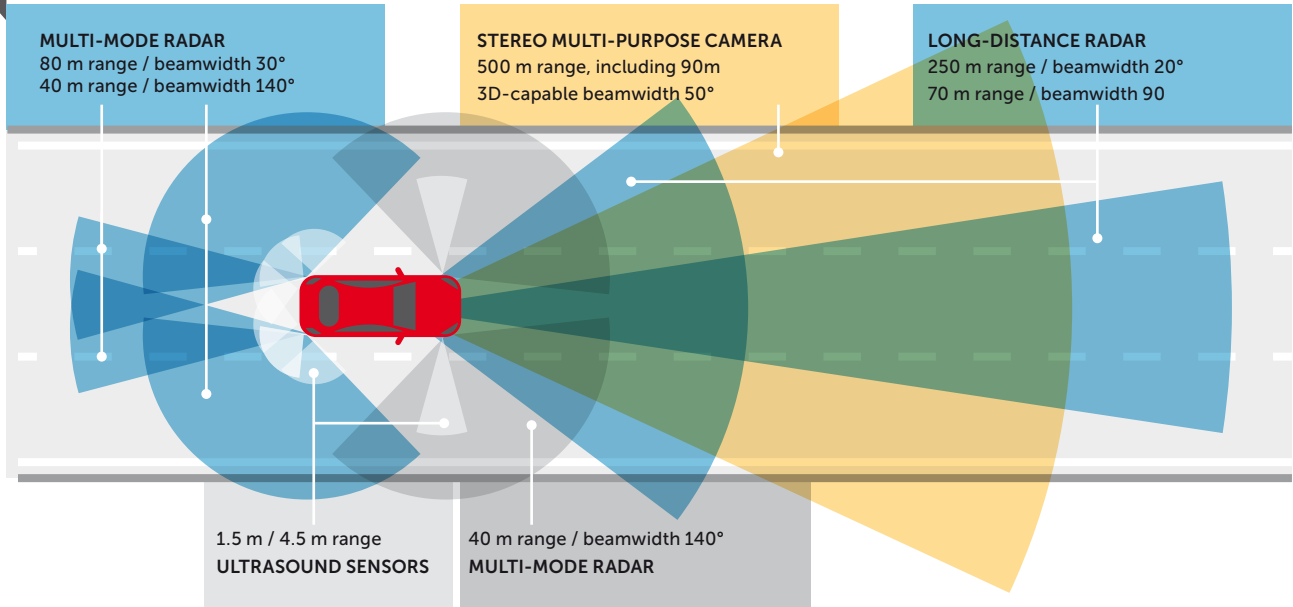 MULTI-MODE RADAR
80 m range / beamwidth 30°
40 m range / beamwidth 140°
STEREO MULTI-PURPOSE CAMERA
500 m range, including 90m
3D-capable beamwidth 50°
LONG-DISTANCE RADAR
250 m range / beamwidth 20°
70 m range / beamwidth 90
1.5 m / 4.5 m range
ULTRASOUND SENSORS
40 m range / beamwidth 140°
MULTI-MODE RADAR